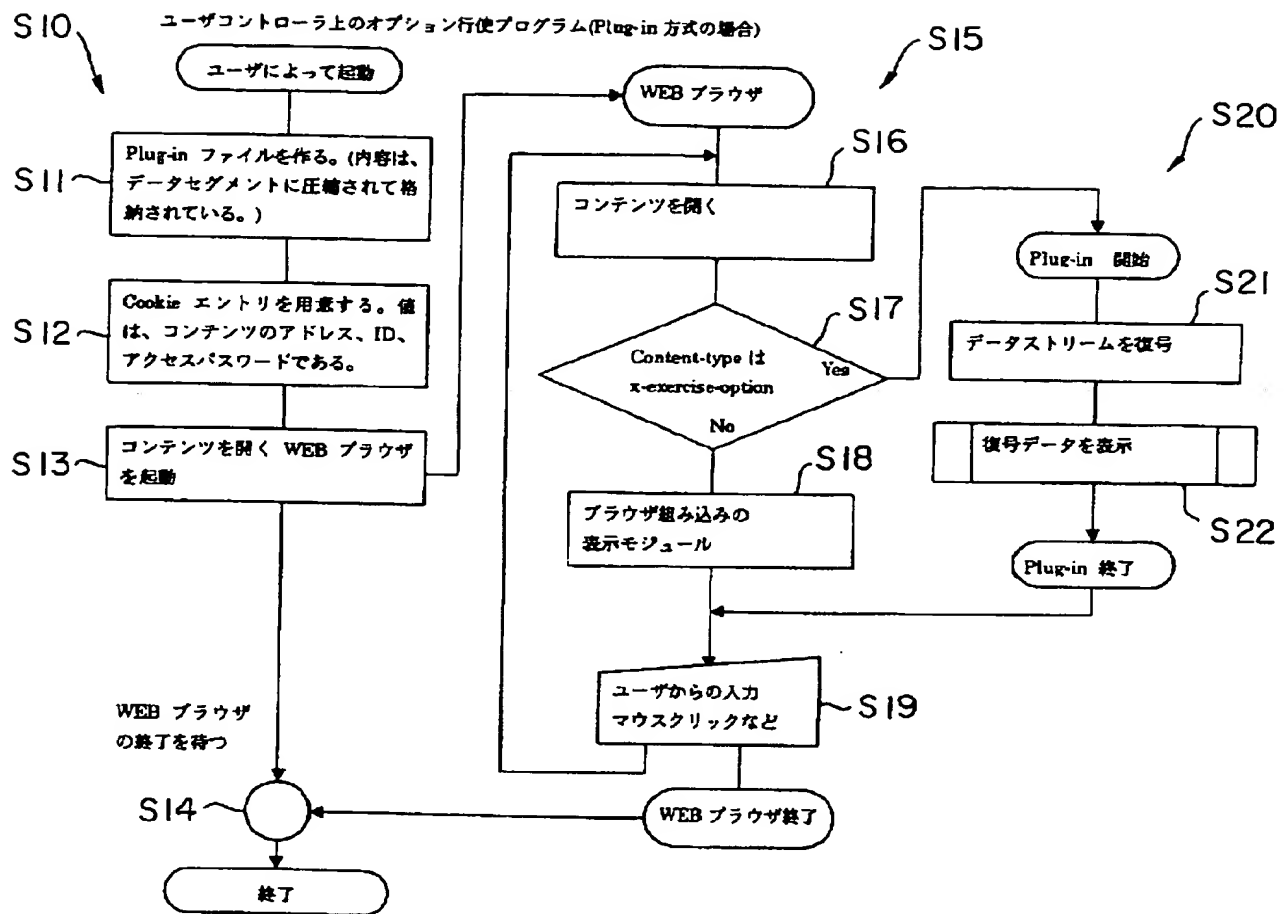 ユーザコントローラ上のオプション行使プログラム(Plug-in 方式の場合)
S10
ユーザによって起動
S11
Plug-in ファイルを作る。(内容は、
データセグメントに圧縮されて格
納されている。)
S12
Cookie エントリを用意する。値
は、コンテンツのアドレス、ID、
アクセスパスワードである。
S13
コンテンツを開く WEB ブラウザ
を起動
WEB ブラウザ
の終了を待つ
S14
終了
S15
WEB ブラウザ
S16
コンテンツを開く
S17
Content-type は
x-exercise-option
Yes
No
S18
ブラウザ組み込みの
表示モジュール
ユーザからの入力
マウスクリックなど
S19
WEB ブラウザ終了
S20
Plug-in 開始
S21
データストリームを復号
復号データを表示
S22
Plug-in 終了